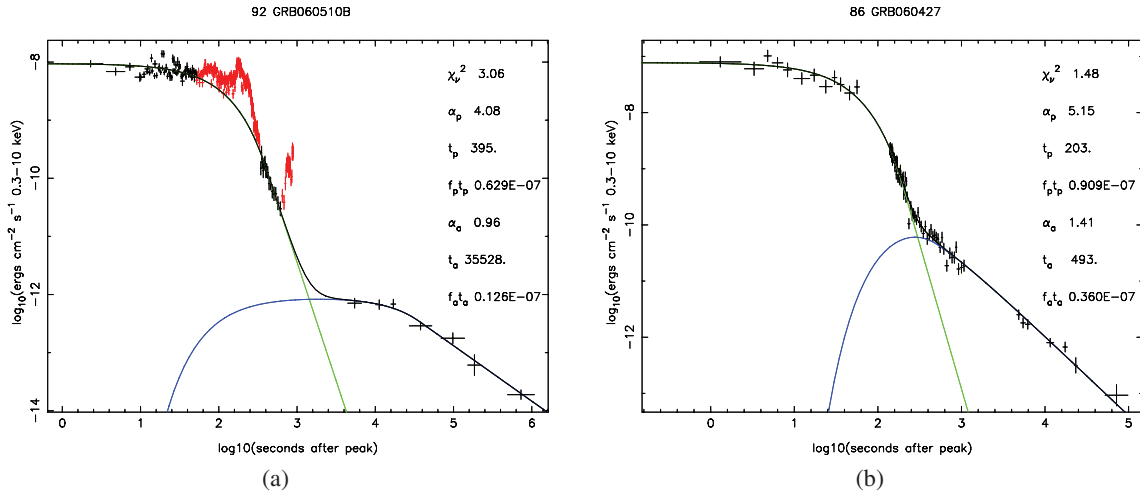 92 GRB060510B
log₁₀(ergs cm⁻² s⁻¹ 0.3–10 keV)
−8
−10
−12
−14
χᵥ² 3.06
αₚ 4.08
tₚ 395.
fₚtₚ 0.629E−07
αₐ 0.96
tₐ 35528.
fₐtₐ 0.126E−07
0 1 2 3 4 5 6
log10(seconds after peak)
(a)
86 GRB060427
log₁₀(ergs cm⁻² s⁻¹ 0.3–10 keV)
−8
−10
−12
χᵥ² 1.48
αₚ 5.15
tₚ 203.
fₚtₚ 0.909E−07
αₐ 1.41
tₐ 493.
fₐtₐ 0.360E−07
0 1 2 3 4 5
log10(seconds after peak)
(b)